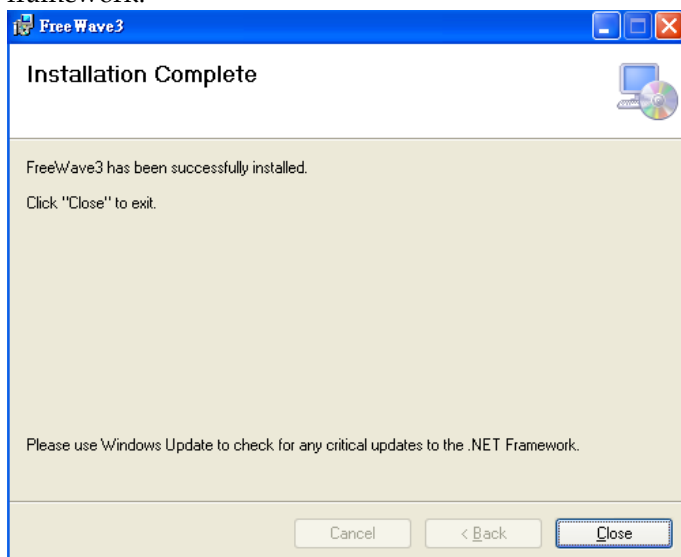 framework.
FreeWave3
Installation Complete
FreeWave3 has been successfully installed.
Click "Close" to exit.
Please use Windows Update to check for any critical updates to the .NET Framework.
Cancel
< Back
Close